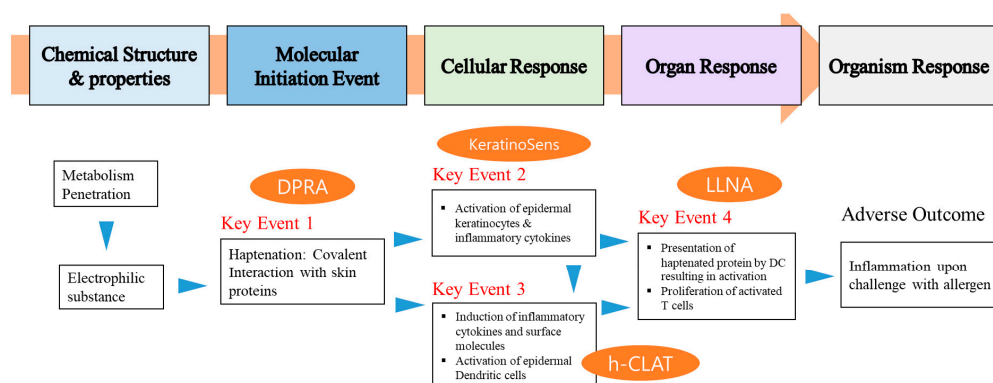 Chemical Structure
& properties
Molecular
Initiation Event
Cellular Response
Organ Response
Organism Response
Metabolism
Penetration
Electrophilic
substance
DPRA
Key Event 1
Haptenation: Covalent
Interaction with skin
proteins
KeratinoSens
Key Event 2
▪ Activation of epidermal
keratinocytes &
inflammatory cytokines
Key Event 3
▪ Induction of inflammatory
cytokines and surface
molecules
▪ Activation of epidermal
Dendritic cells
h-CLAT
LLNA
Key Event 4
▪ Presentation of
haptenated protein by DC
resulting in activation
▪ Proliferation of activated
T cells
Adverse Outcome
Inflammation upon
challenge with allergen